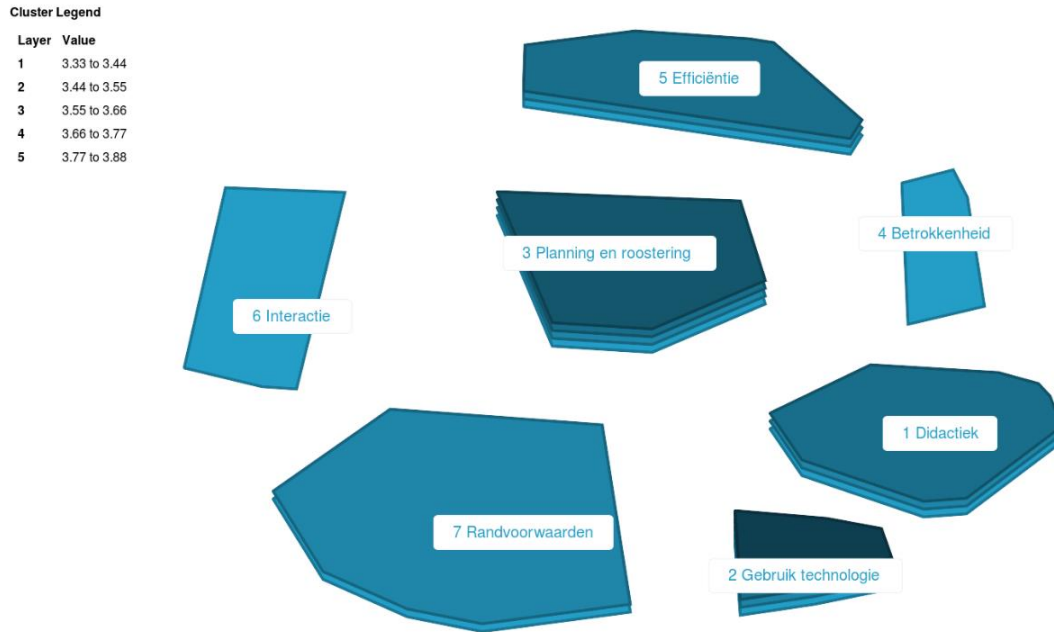 Cluster Legend
Layer Value
1 3.33 to 3.44
2 3.44 to 3.55
3 3.55 to 3.66
4 3.66 to 3.77
5 3.77 to 3.88
5 Efficiëntie
4 Betrokkenheid
3 Planning en roostering
6 Interactie
1 Didactiek
7 Randvoorwaarden
2 Gebruik technologie